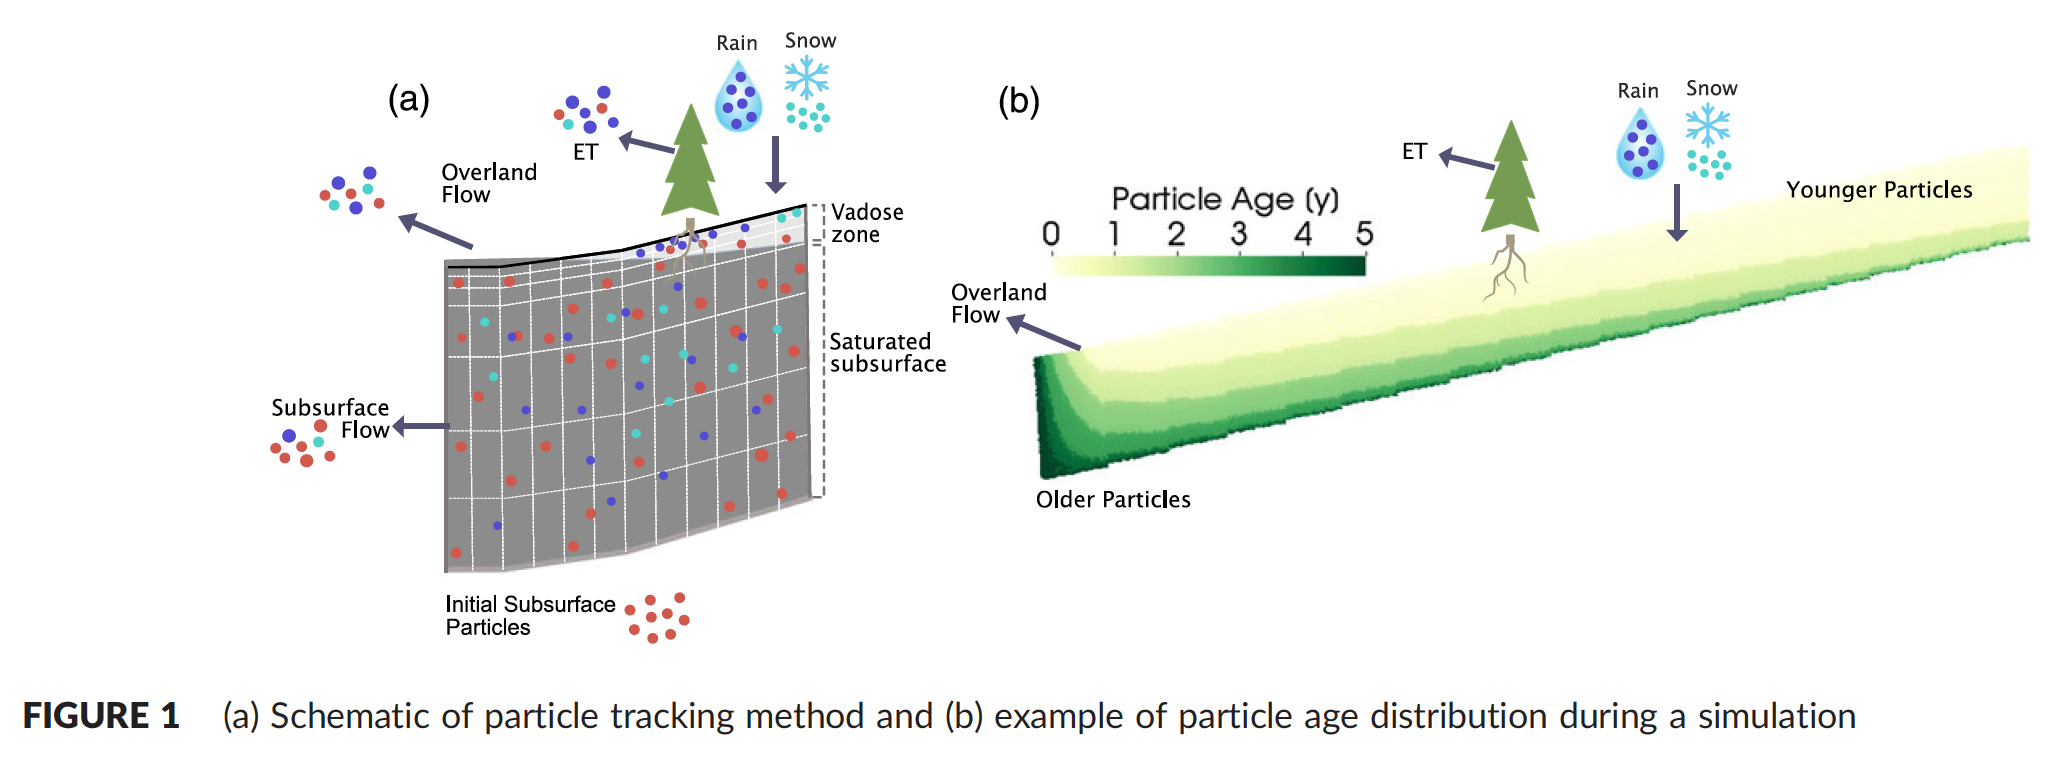 (a)
Rain
Snow
ET
Overland
Flow
Vadose
zone
Saturated
subsurface
Subsurface
Flow
Initial Subsurface
Particles
(b)
Rain
Snow
ET
Particle Age (y)
0 1 2 3 4 5
Younger Particles
Overland
Flow
Older Particles
FIGURE 1 (a) Schematic of particle tracking method and (b) example of particle age distribution during a simulation